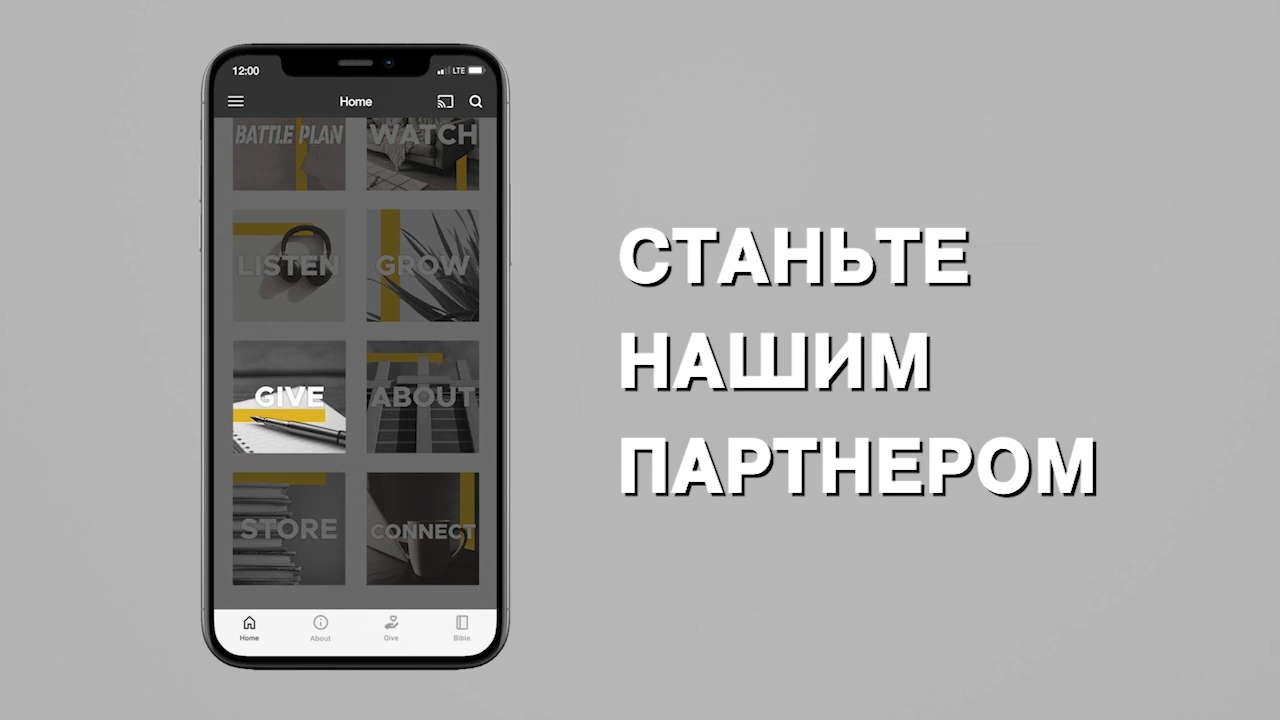 12:00
LTE
Home
BATTLE PLAN
WATCH
LISTEN
GROW
GIVE
ABOUT
STORE
CONNECT
Home
About
Give
Bible
СТАНЬТЕ
НАШИМ
ПАРТНЕРОМ